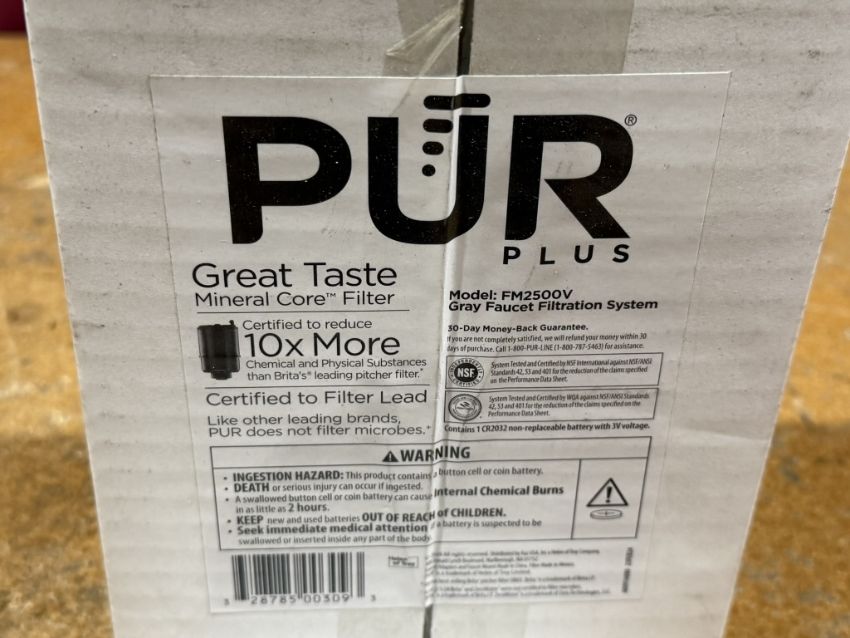 PUR®
PLUS
Great Taste
Mineral Core™ Filter
Certified to reduce
10x More
Chemical and Physical Substances
than Brita's® leading pitcher filter.*
Certified to Filter Lead
Like other leading brands,
PUR does not filter microbes.+
Model: FM2500V
Gray Faucet Filtration System
30-Day Money-Back Guarantee.
If you are not completely satisfied, we will refund your money within 30
days of purchase. Call 1-800-PUR-LINE (1-800-787-5463) for assistance.
NSF
System Tested and Certified by NSF International against NSF/ANSI
Standards 42, 53 and 401 for the reduction of the claims specified
on the Performance Data Sheet.
System Tested and Certified by WQA against NSF/ANSI Standards
42, 53 and 401 for the reduction of the claims specified on the
Performance Data Sheet.
Contains 1 CR2032 non-replaceable battery with 3V voltage.
WARNING
• INGESTION HAZARD: This product contains a button cell or coin battery.
• DEATH or serious injury can occur if ingested.
• A swallowed button cell or coin battery can cause Internal Chemical Burns
in as little as 2 hours.
• KEEP new and used batteries OUT OF REACH of CHILDREN.
• Seek immediate medical attention if a battery is suspected to be
swallowed or inserted inside any part of the body.
3 28785 00309 3